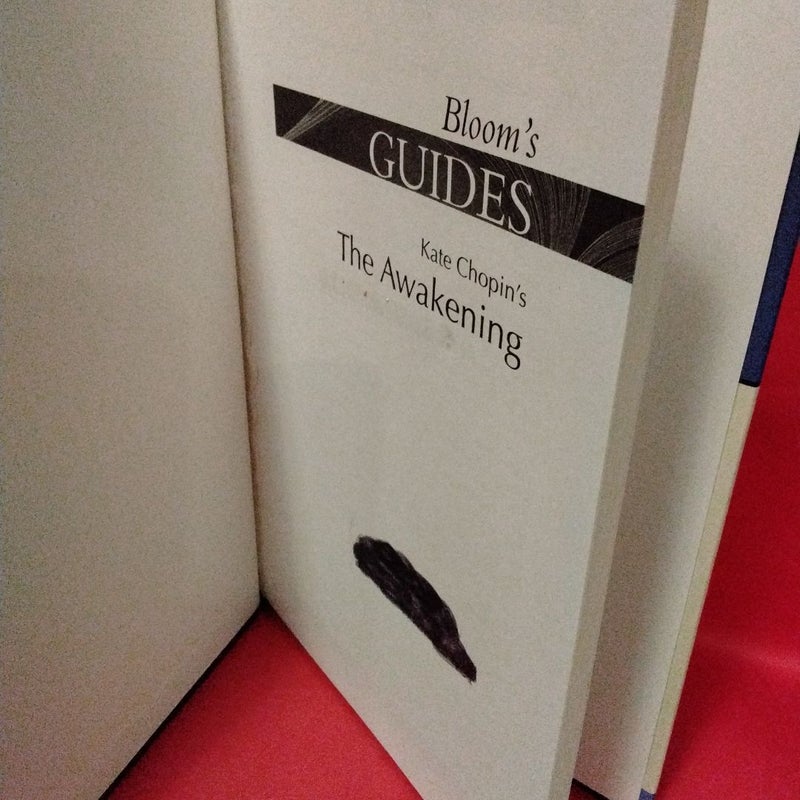 Bloom's
GUIDES
Kate Chopin's
The Awakening